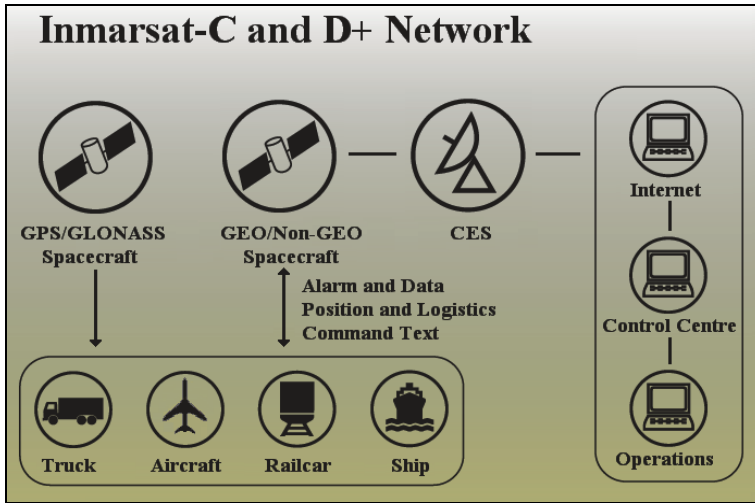 Inmarsat-C and D+ Network
GPS/GLONASS
Spacecraft
GEO/Non-GEO
Spacecraft
CES
Internet
Alarm and Data
Position and Logistics
Command Text
Control Centre
Truck
Aircraft
Railcar
Ship
Operations